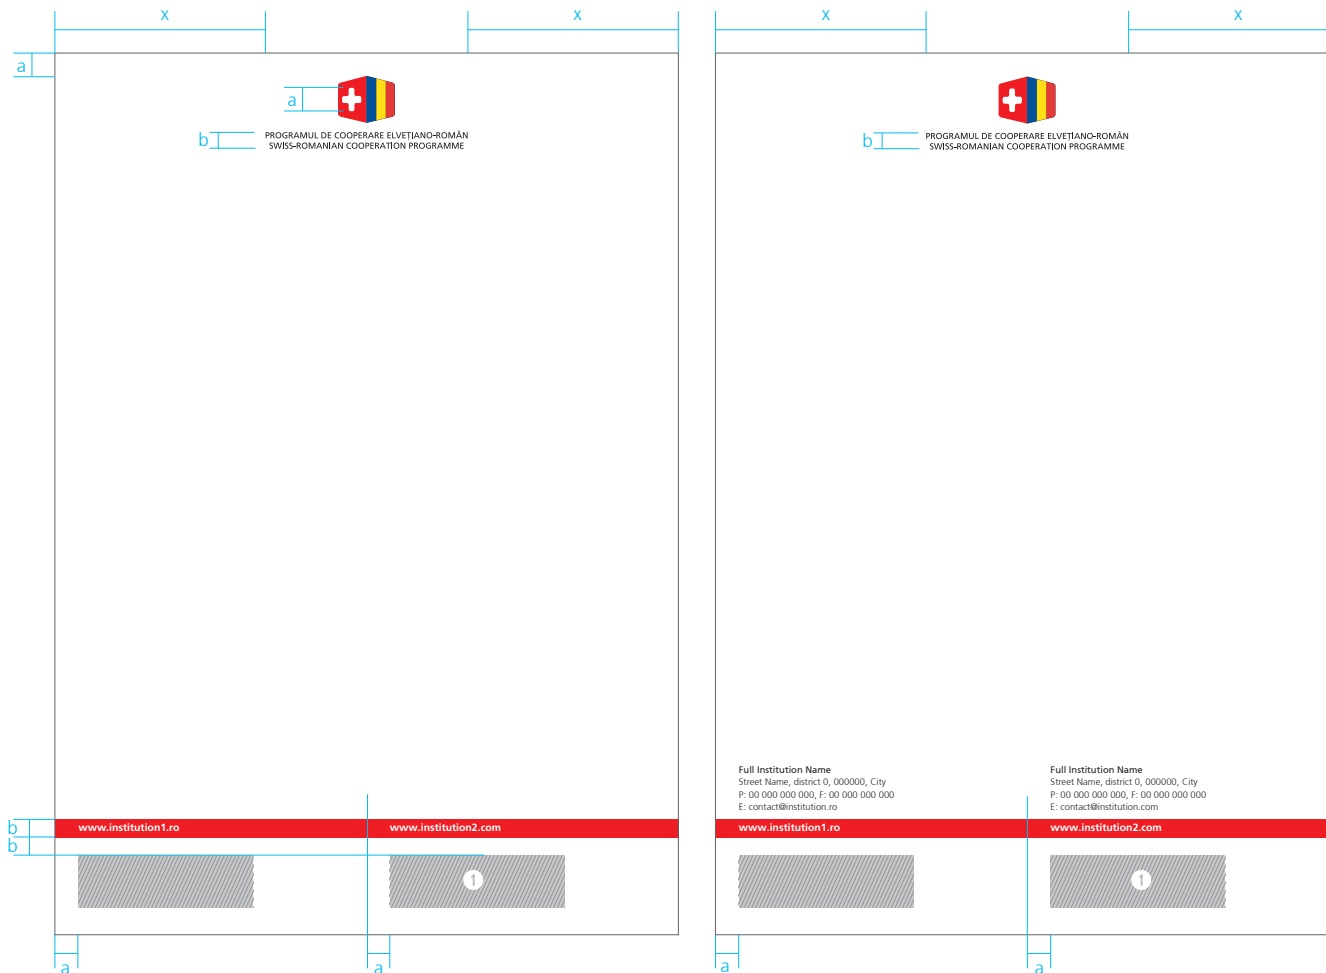 x
x
x
x
a
a
b
PROGRAMUL DE COOPERARE ELVEȚIANO-ROMÂN
SWISS-ROMANIAN COOPERATION PROGRAMME
b
PROGRAMUL DE COOPERARE ELVEȚIANO-ROMÂN
SWISS-ROMANIAN COOPERATION PROGRAMME
Full Institution Name
Street Name, district 0, 000000, City
P: 00 000 000 000, F: 00 000 000 000
E: contact@institution.ro
Full Institution Name
Street Name, district 0, 000000, City
P: 00 000 000 000, F: 00 000 000 000
E: contact@institution.com
b
b
www.institution1.ro
www.institution2.com
www.institution1.ro
www.institution2.com
1
1
a
a
a
a